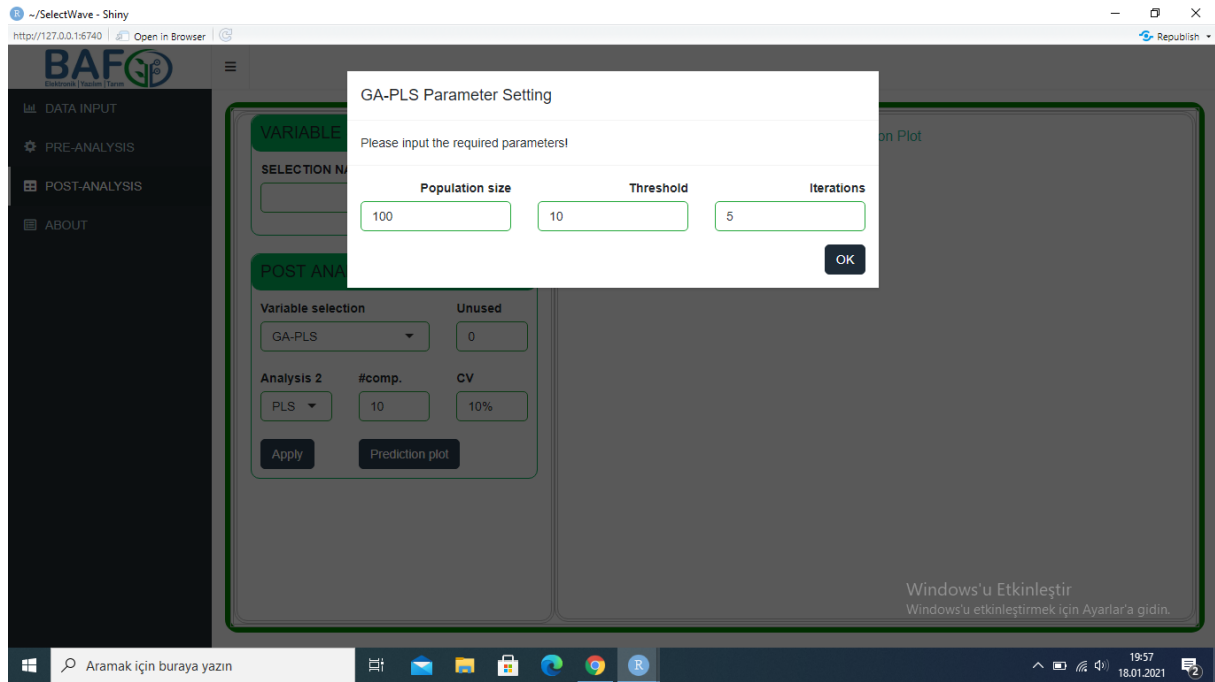 ~/SelectWave - Shiny
http://127.0.0.1:6740 Open in Browser Republish
BAF
Elektronik | Yazılım | Tarım
DATA INPUT
PRE-ANALYSIS
POST-ANALYSIS
ABOUT
GA-PLS Parameter Setting
Please input the required parameters!
Population size Threshold Iterations
100 10 5
OK
VARIABLE
on Plot
SELECTION NA
POST ANA
Variable selection Unused
GA-PLS 0
Analysis 2 #comp. CV
PLS 10 10%
Apply Prediction plot
Windows'u Etkinleştir
Windows'u etkinleştirmek için Ayarlar'a gidin.
Aramak için buraya yazın
R
19:57
18.01.2021
2